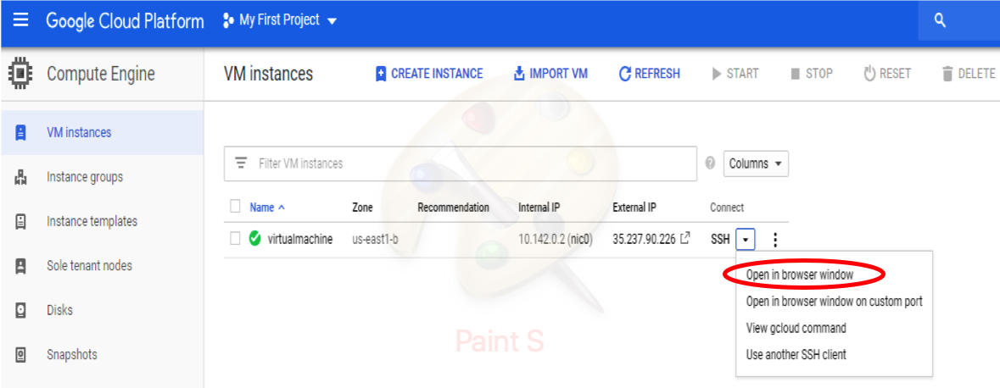 Google Cloud Platform My First Project
Compute Engine VM instances CREATE INSTANCE IMPORT VM REFRESH START STOP RESET DELETE
VM instances
Instance groups
Instance templates
Sole tenant nodes
Disks
Snapshots
Filter VM instances ? Columns
Name Zone Recommendation Internal IP External IP Connect
virtualmachine us-east1-b 10.142.0.2 (nic0) 35.237.90.226 SSH
Open in browser window
Open in browser window on custom port
View gcloud command
Use another SSH client
Paint S